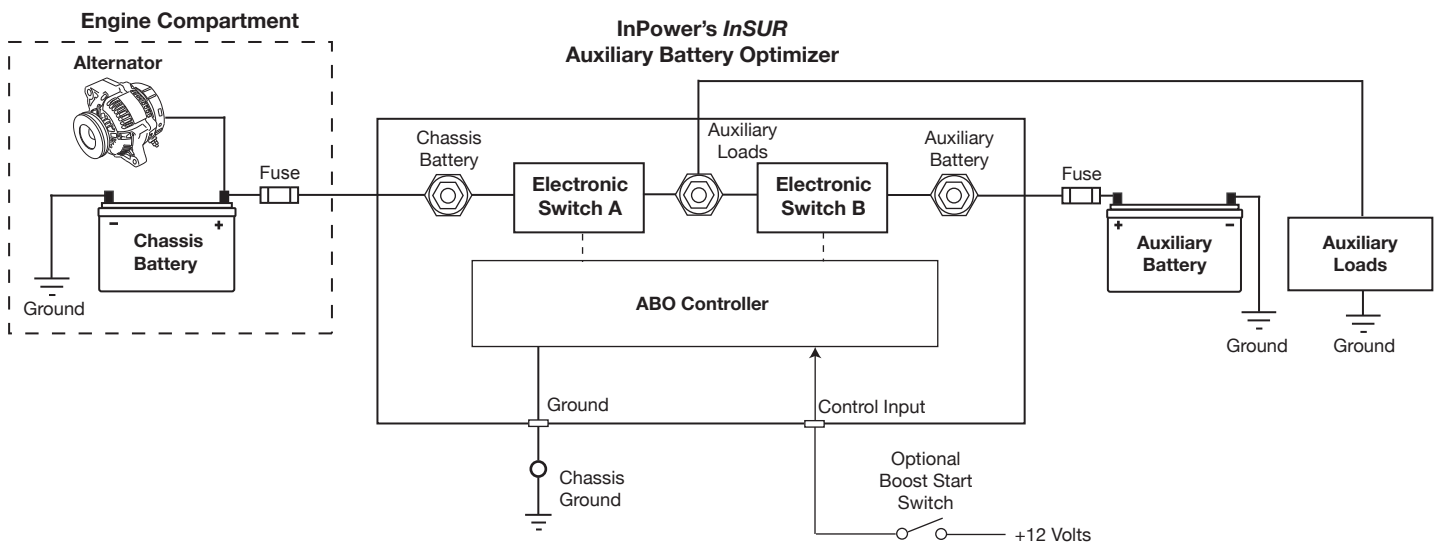 Engine Compartment
InPower's InSUR
Auxiliary Battery Optimizer
Alternator
Fuse
Chassis
Battery
-
+
Chassis
Battery
Ground
Electronic
Switch A
Auxiliary
Loads
Electronic
Switch B
Auxiliary
Battery
Fuse
+
-
Auxiliary
Battery
Ground
Auxiliary
Loads
Ground
ABO Controller
Ground
Control Input
Chassis
Ground
Optional
Boost Start
Switch
+12 Volts